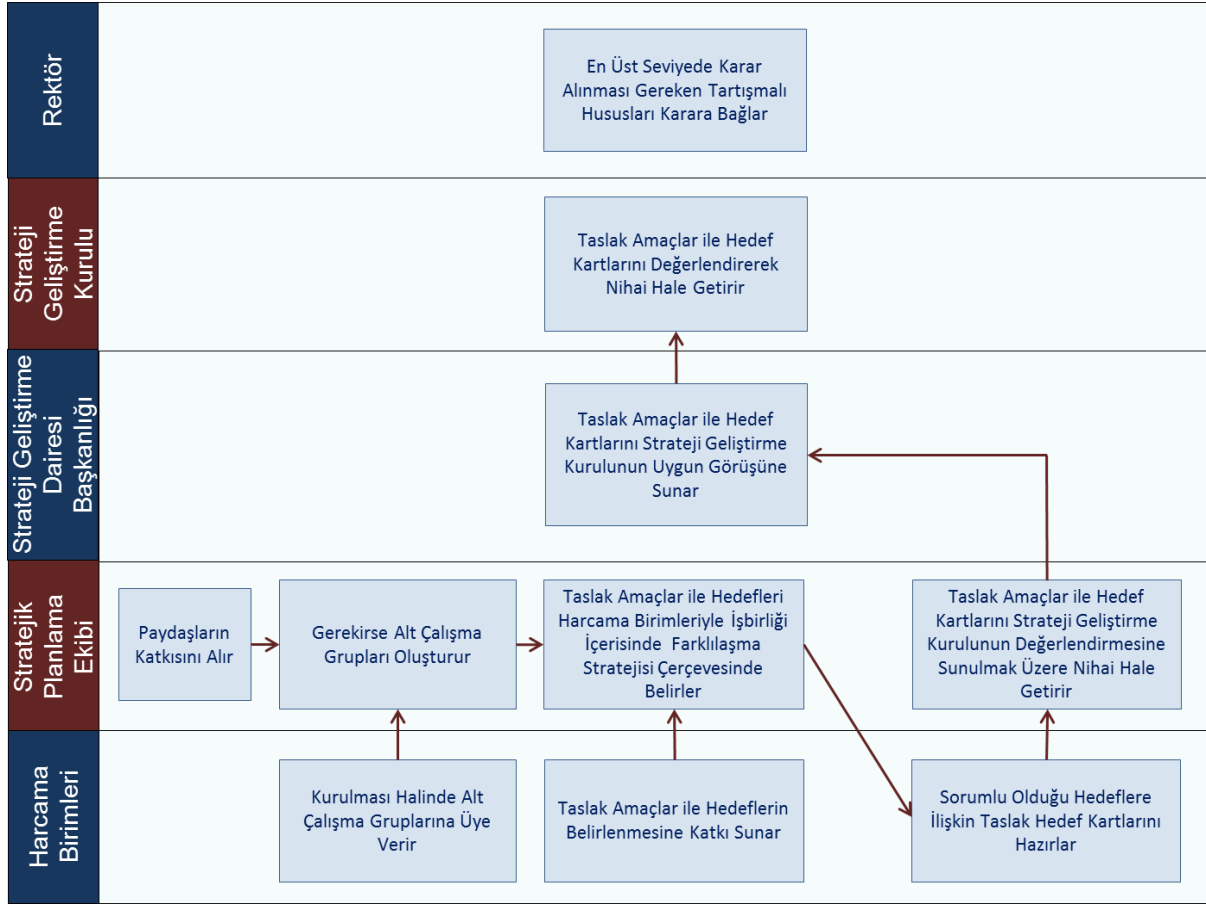 Rektör
En Üst Seviyede Karar
Alınması Gereken Tartışmalı
Hususları Karara Bağlar
Strateji
Geliştirme
Kurulu
Taslak Amaçlar ile Hedef
Kartlarını Değerlendirerek
Nihai Hale Getirir
Strateji Geliştirme
Dairesi
Başkanlığı
Taslak Amaçlar ile Hedef
Kartlarını Strateji Geliştirme
Kurulunun Uygun Görüşüne
Sunar
Stratejik
Planlama
Ekibi
Paydaşların
Katkısını Alır
Gerekirse Alt Çalışma
Grupları Oluşturur
Taslak Amaçlar ile Hedefleri
Harcama Birimleriyle İşbirliği
İçerisinde Farklılaşma
Stratejisi Çerçevesinde
Belirler
Taslak Amaçlar ile Hedef
Kartlarını Strateji Geliştirme
Kurulunun Değerlendirmesine
Sunulmak Üzere Nihai Hale
Getirir
Harcama
Birimleri
Kurulması Halinde Alt
Çalışma Gruplarına Üye
Verir
Taslak Amaçlar ile Hedeflerin
Belirlenmesine Katkı Sunar
Sorumlu Olduğu Hedeflere
İlişkin Taslak Hedef Kartlarını
Hazırlar